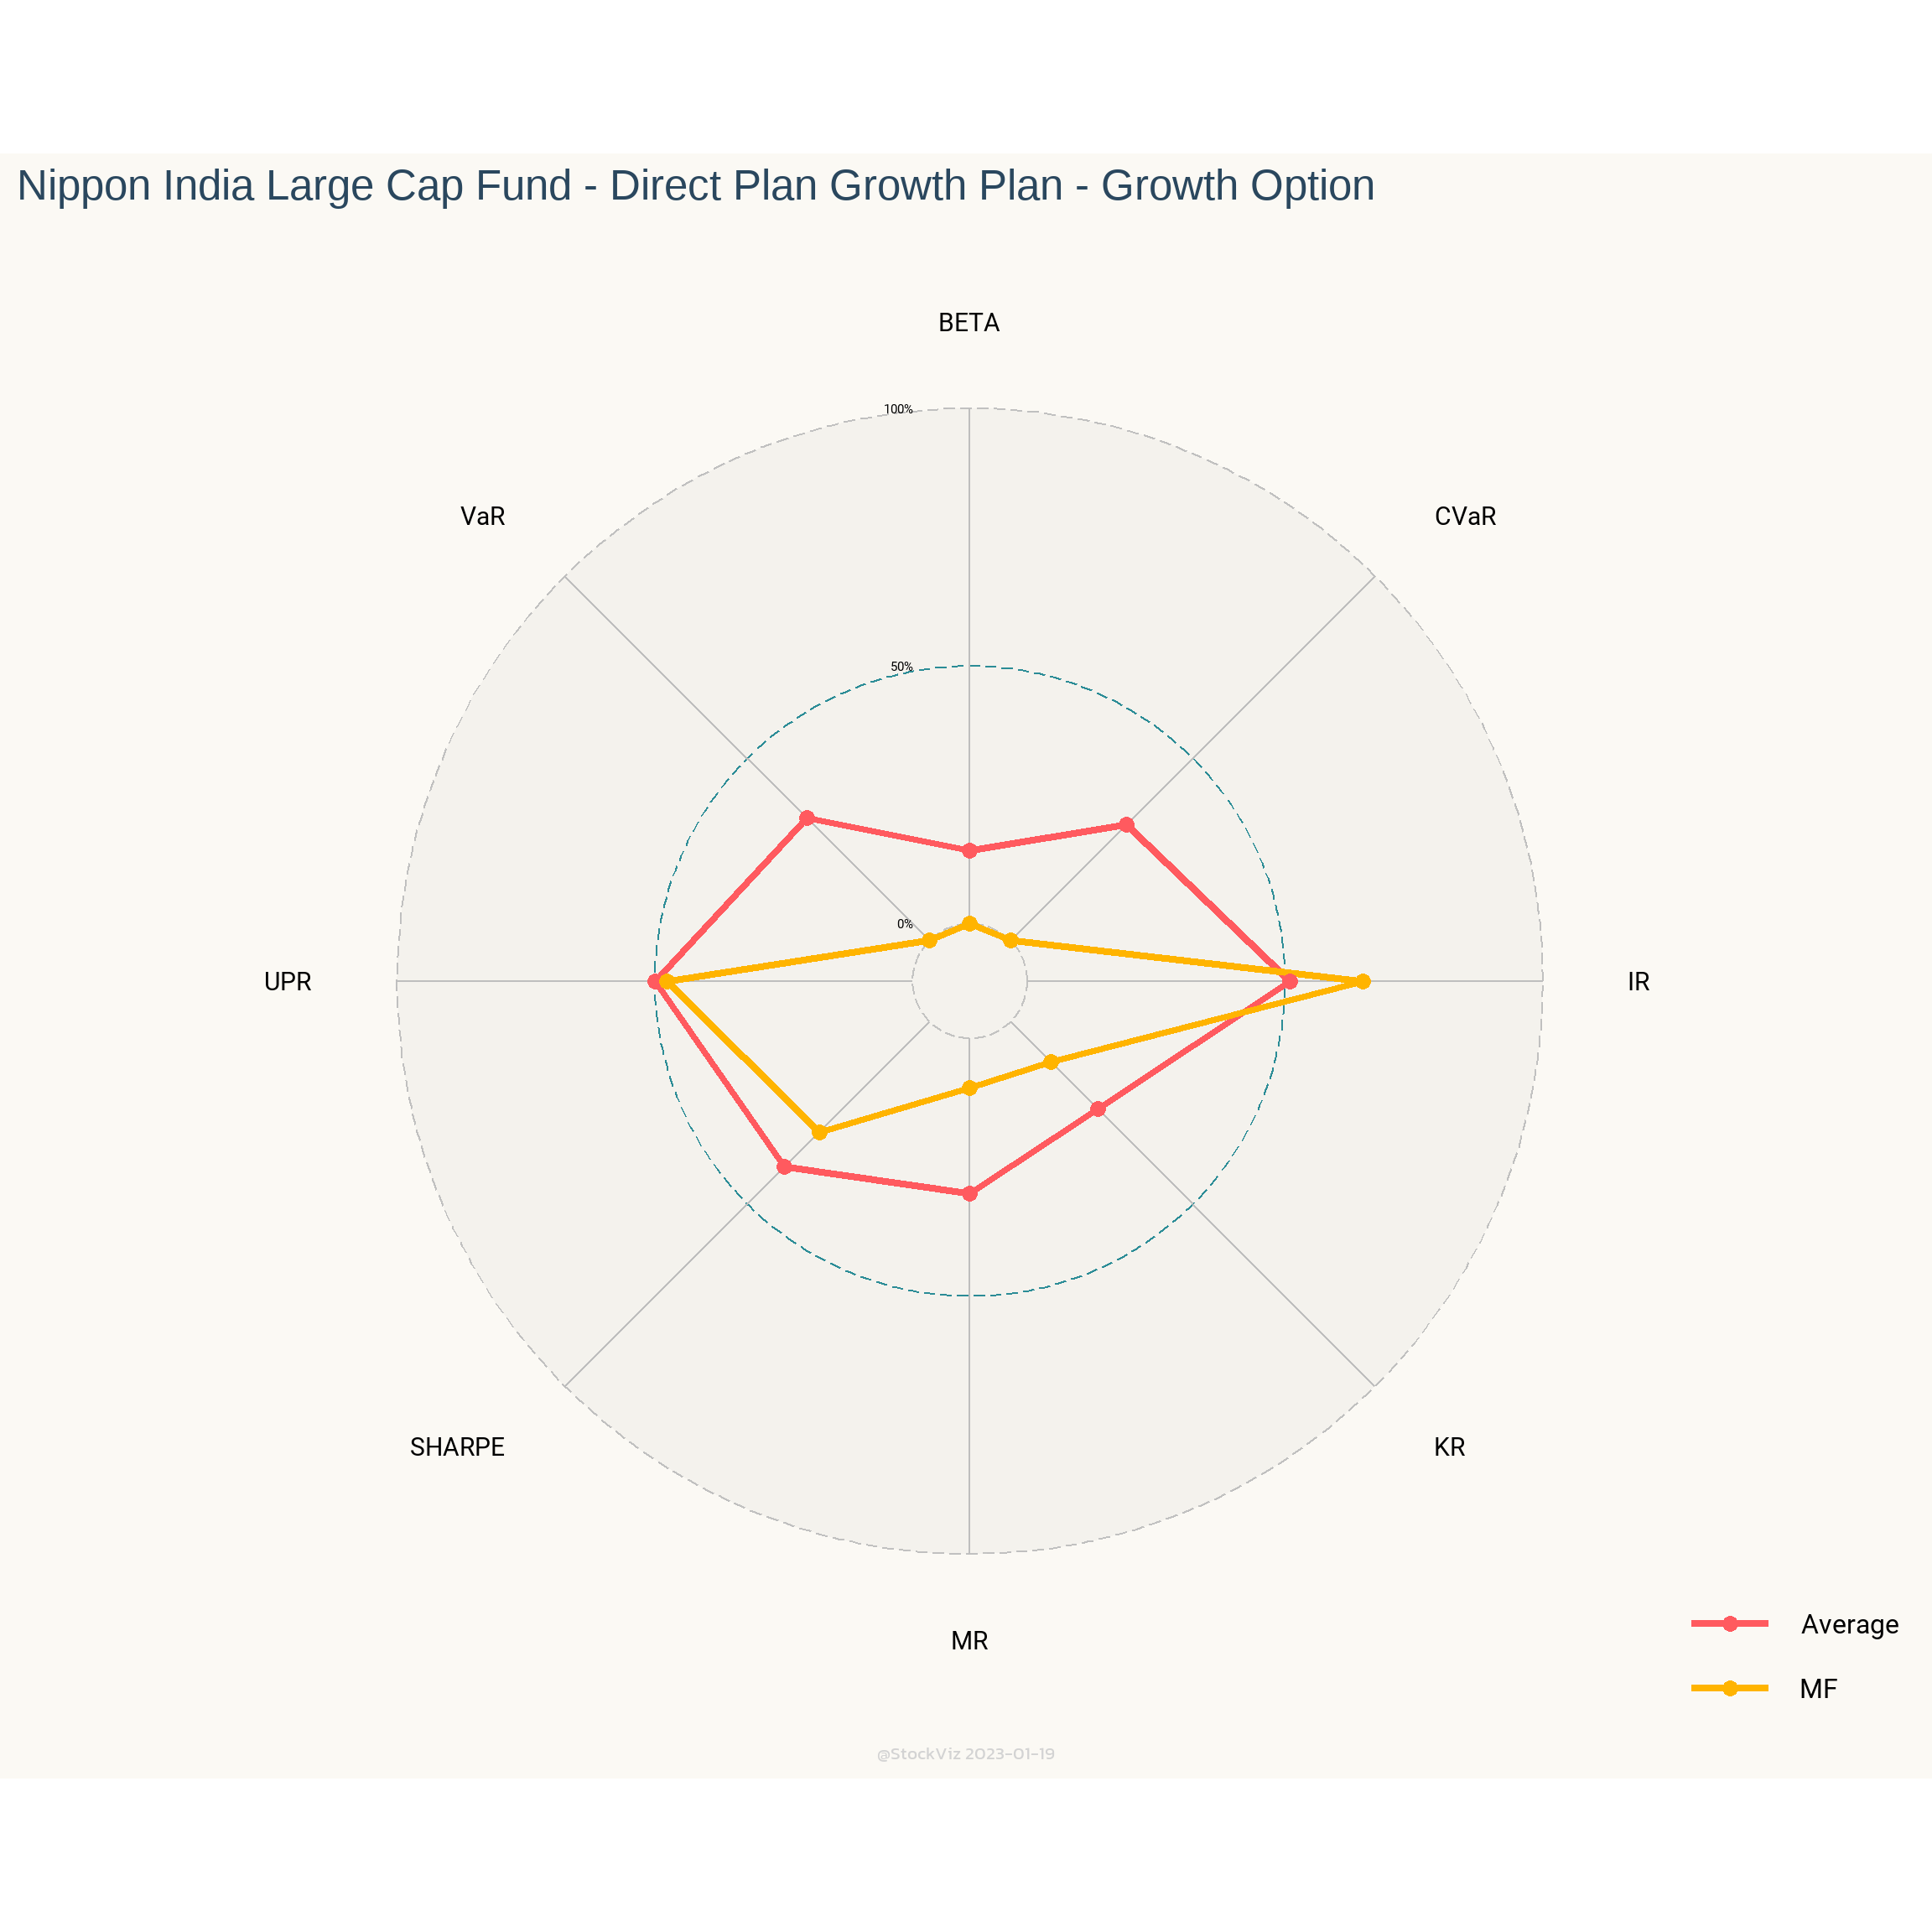 Nippon India Large Cap Fund - Direct Plan Growth Plan - Growth Option
BETA
100%
VaR
CVaR
50%
0%
UPR
IR
SHARPE
KR
MR
Average
MF
@StockViz 2023-01-19